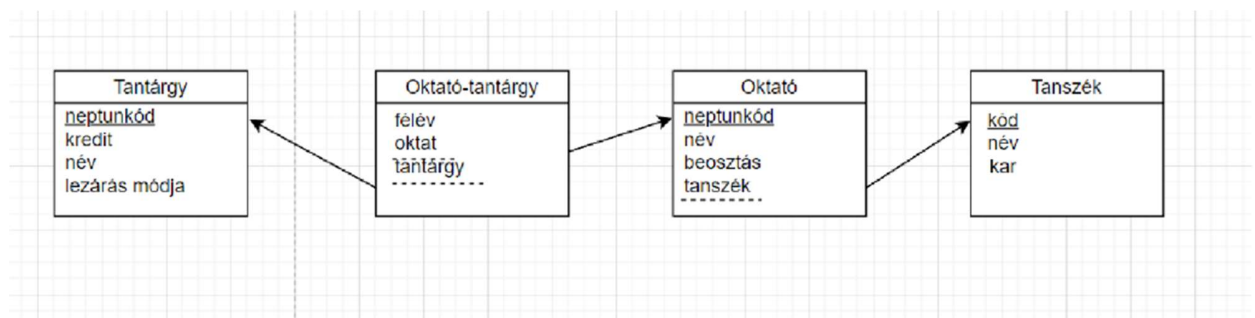 Tantárgy
neptunkód
kredit
név
lezárás módja
Oktató-tantárgy
félév
oktat
tantárgy
Oktató
neptunkód
név
beosztás
tanszék
Tanszék
kód
név
kar